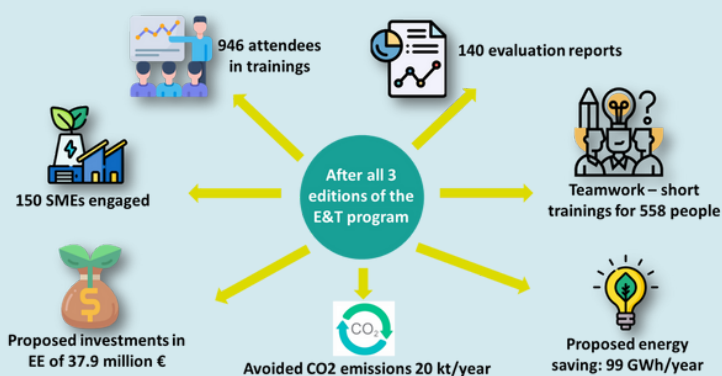 946 attendees
in trainings
140 evaluation reports
150 SMEs engaged
After all 3
editions of the
E&T program
Teamwork – short
trainings for 558 people
Proposed investments in
EE of 37.9 million €
CO2
Avoided CO2 emissions 20 kt/year
Proposed energy
saving: 99 GWh/year